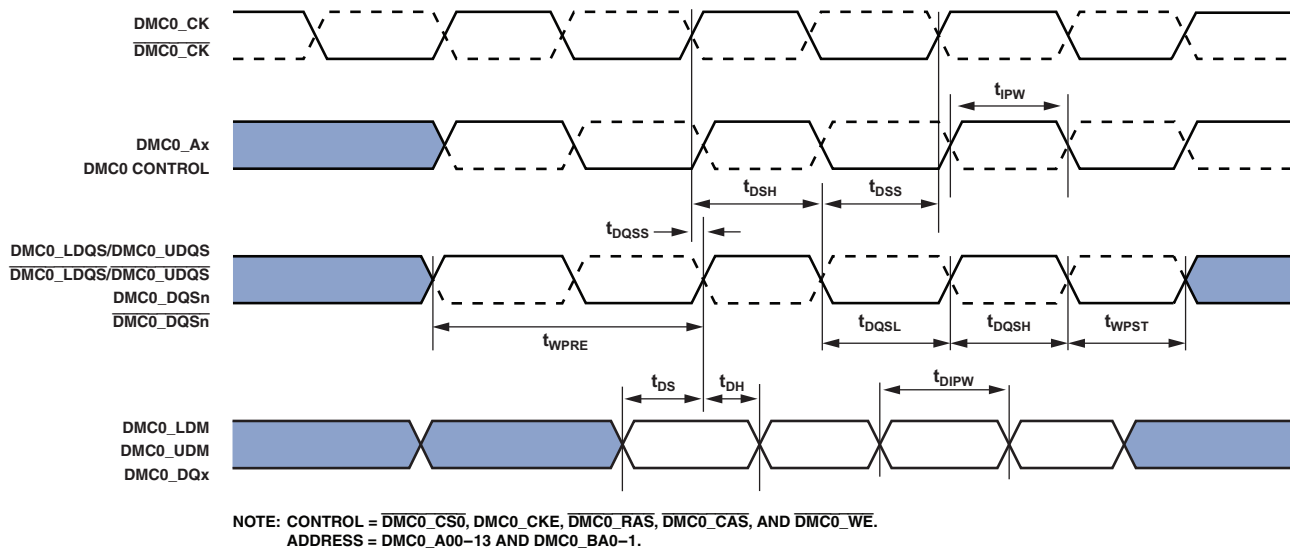 DMC0_CK
DMC0_CK
DMC0_Ax
DMC0 CONTROL
tIPW
tDSH
tDSS
tDQSS
DMC0_LDQS/DMC0_UDQS
DMC0_LDQS/DMC0_UDQS
DMC0_DQSn
DMC0_DQSn
tWPRE
tDQSL
tDQSH
tWPST
tDS
tDH
tDIPW
DMC0_LDM
DMC0_UDM
DMC0_DQx
NOTE: CONTROL = DMC0_CS0, DMC0_CKE, DMC0_RAS, DMC0_CAS, AND DMC0_WE.
ADDRESS = DMC0_A00–13 AND DMC0_BA0–1.